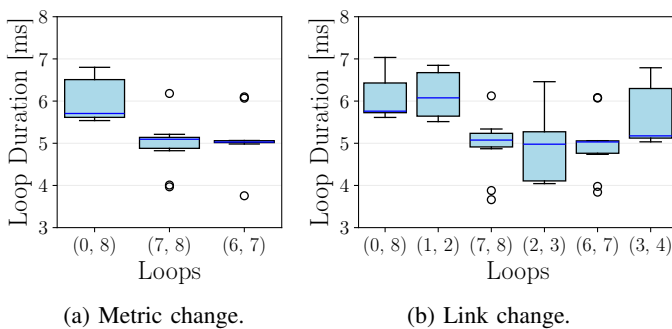 Loop Duration [ms]
8
7
6
5
4
3
(0, 8) (7, 8) (6, 7)
Loops
(a) Metric change.
Loop Duration [ms]
8
7
6
5
4
3
(0, 8) (1, 2) (7, 8) (2, 3) (6, 7) (3, 4)
Loops
(b) Link change.